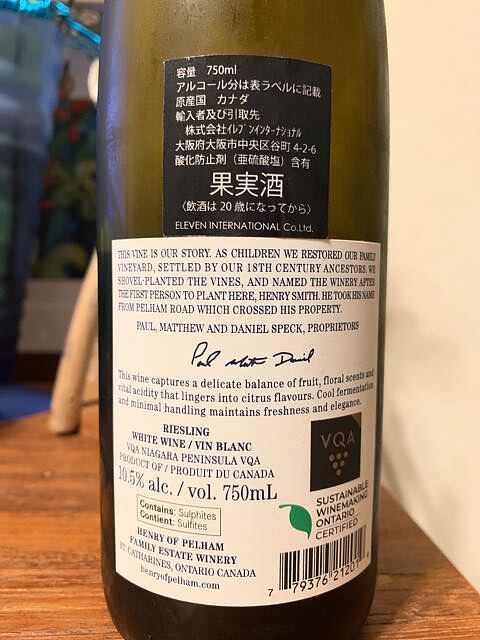 容量　750ml
アルコール分は表ラベルに記載
原産国　カナダ
輸入者及び引取先
株式会社イレブンインターナショナル
大阪府大阪市中央区谷町 4-2-6
酸化防止剤（亜硫酸塩）含有
果実酒
〈飲酒は20歳になってから〉
ELEVEN INTERNATIONAL Co.Ltd.
THIS VINE IS OUR STORY. AS CHILDREN WE RESTORED OUR FAMILY
VINEYARD, SETTLED BY OUR 18TH CENTURY ANCESTORS. WE
SHOVEL-PLANTED THE VINES, AND NAMED THE WINERY AFTER
THE FIRST PERSON TO PLANT HERE, HENRY SMITH. HE TOOK HIS NAME
FROM PELHAM ROAD WHICH CROSSED HIS PROPERTY.
PAUL, MATTHEW AND DANIEL SPECK, PROPRIETORS
Paul Matthew Daniel
This wine captures a delicate balance of fruit, floral scents and
vital acidity that lingers into citrus flavours. Cool fermentation
and minimal handling maintains freshness and elegance.
RIESLING
WHITE WINE / VIN BLANC
VQA NIAGARA PENINSULA VQA
PRODUCT OF / PRODUIT DU CANADA
10.5% alc. / vol. 750mL
Contains: Sulphites
Contient: Sulfites
HENRY OF PELHAM
FAMILY ESTATE WINERY
ST. CATHARINES, ONTARIO CANADA
henryofpelham.com
VQA
SUSTAINABLE
WINEMAKING
ONTARIO
CERTIFIED
7 79376 21201